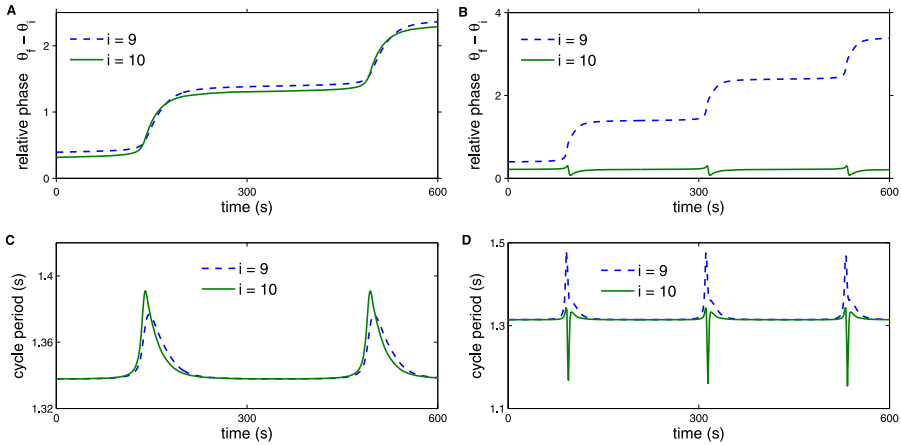 A
relative phase θf – θi
2
1
0
i = 9
i = 10
0
300
600
time (s)
B
relative phase θf – θi
4
2
0
i = 9
i = 10
0
300
600
time (s)
C
cycle period (s)
1.4
1.36
1.32
i = 9
i = 10
0
300
600
time (s)
D
cycle period (s)
1.5
1.3
1.1
i = 9
i = 10
0
300
600
time (s)